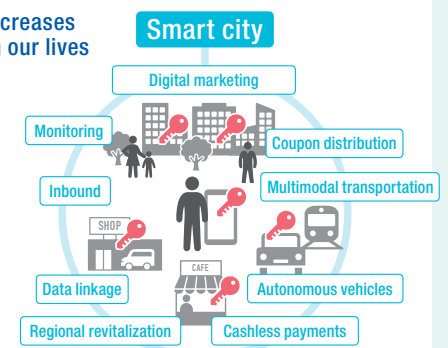 creases
our lives
Smart city
Digital marketing
Monitoring
Coupon distribution
Inbound
Multimodal transportation
SHOP
CAFE
Data linkage
Autonomous vehicles
Regional revitalization
Cashless payments